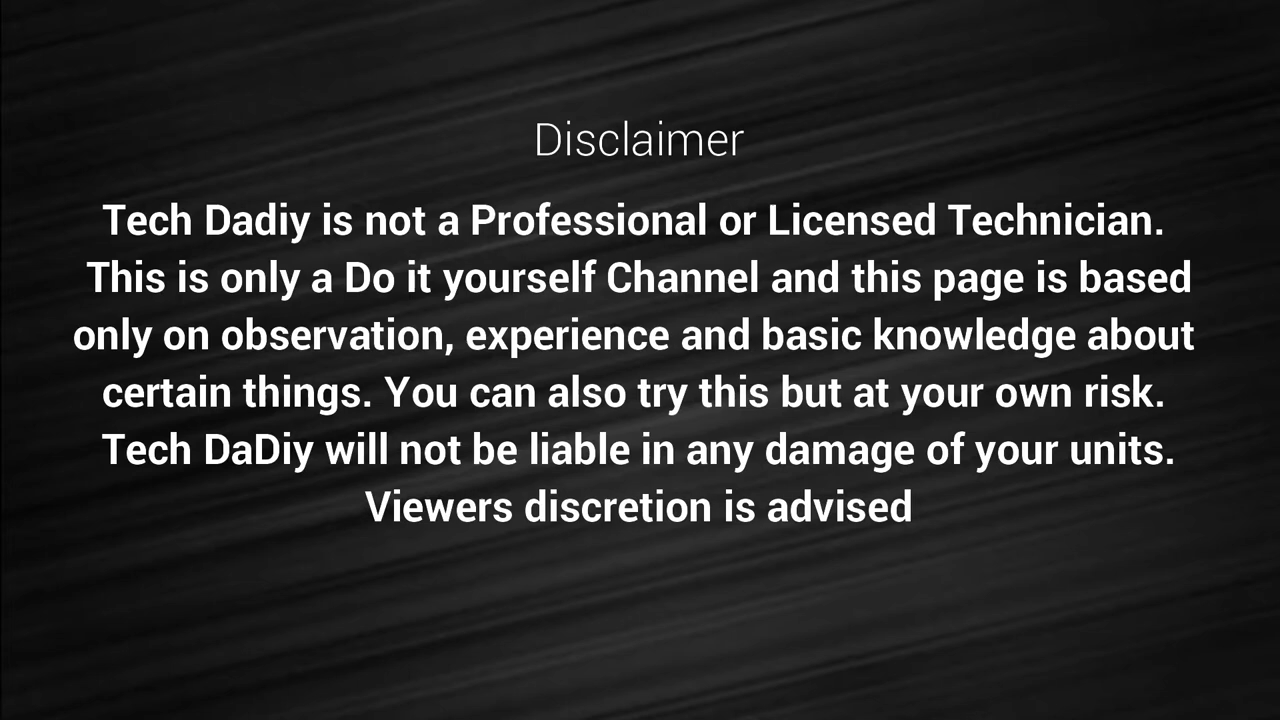 Disclaimer
Tech Dadiy is not a Professional or Licensed Technician.
This is only a Do it yourself Channel and this page is based
only on observation, experience and basic knowledge about
certain things. You can also try this but at your own risk.
Tech DaDiy will not be liable in any damage of your units.
Viewers discretion is advised